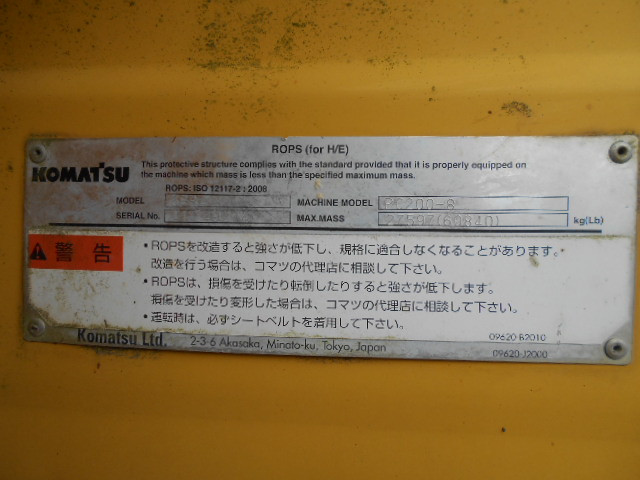 ROPS (for H/E)
KOMATSU
This protective structure complies with the standard provided that it is properly equipped on
the machine which mass is less than the specified maximum mass.
ROPS: ISO 12117-2 : 2008
MODEL MACHINE MODEL PC200-8
SERIAL No. MAX.MASS kg(Lb)
警告
・ROPSを改造すると強さが低下し、規格に適合しなくなることがあります。
改造を行う場合は、コマツの代理店に相談して下さい。
・ROPSは、損傷を受けたり転倒したりすると強さが低下します。
損傷を受けたり変形した場合は、コマツの代理店に相談して下さい。
・運転時は、必ずシートベルトを着用して下さい。
Komatsu Ltd. 2-3-6 Akasaka, Minato-ku, Tokyo, Japan
09620-B2010
09620-J2000